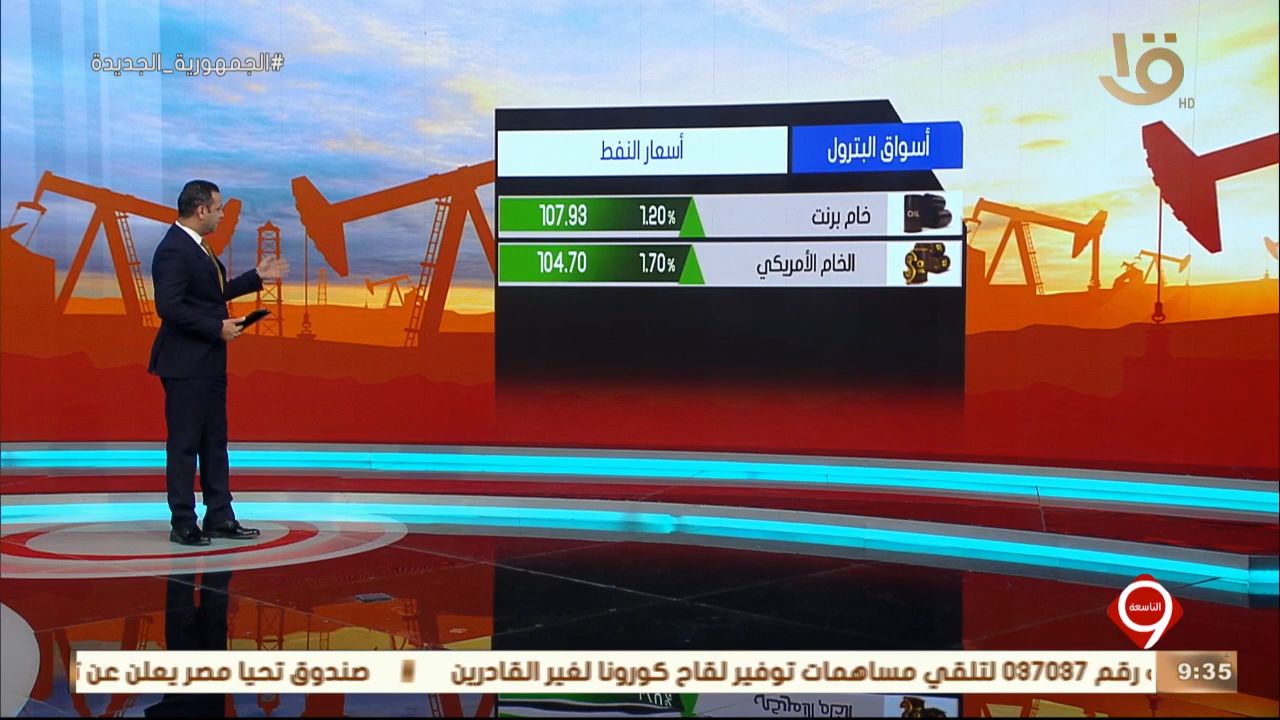 #الجمهورية_الجديدة
HD
أسواق البترول
أسعار النفط
خام برنت 1.20% 107.93
الخام الأمريكي 1.70% 104.70
OIL
التاسعة
9
9:35
رقم 037037 لتلقي مساهمات توفير لقاح كورونا لغير القادرين
صندوق تحيا مصر يعلن عن